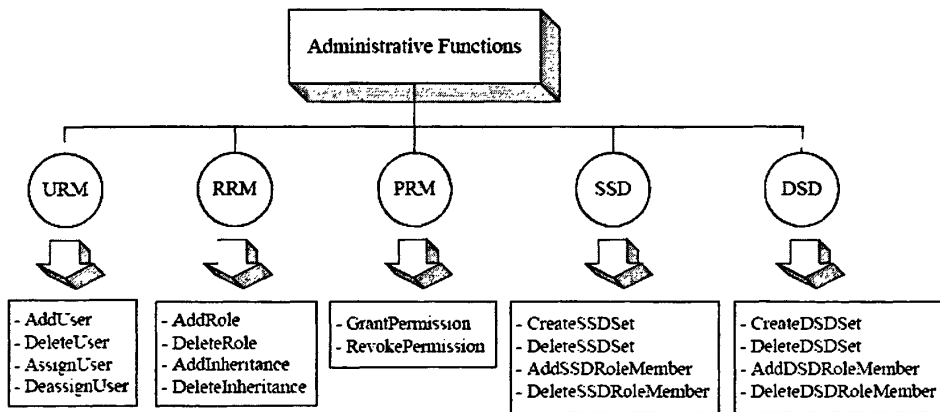 Administrative Functions
URM
RRM
PRM
SSD
DSD
- AddUser
- DeleteUser
- AssignUser
- DeassignUser
- AddRole
- DeleteRole
- AddInheritance
- DeleteInheritance
- GrantPermission
- RevokePermission
- CreateSSDSet
- DeleteSSDSet
- AddSSDRoleMember
- DeleteSSDRoleMember
- CreateDSDSet
- DeleteDSDSet
- AddDSDRoleMember
- DeleteDSDRoleMember